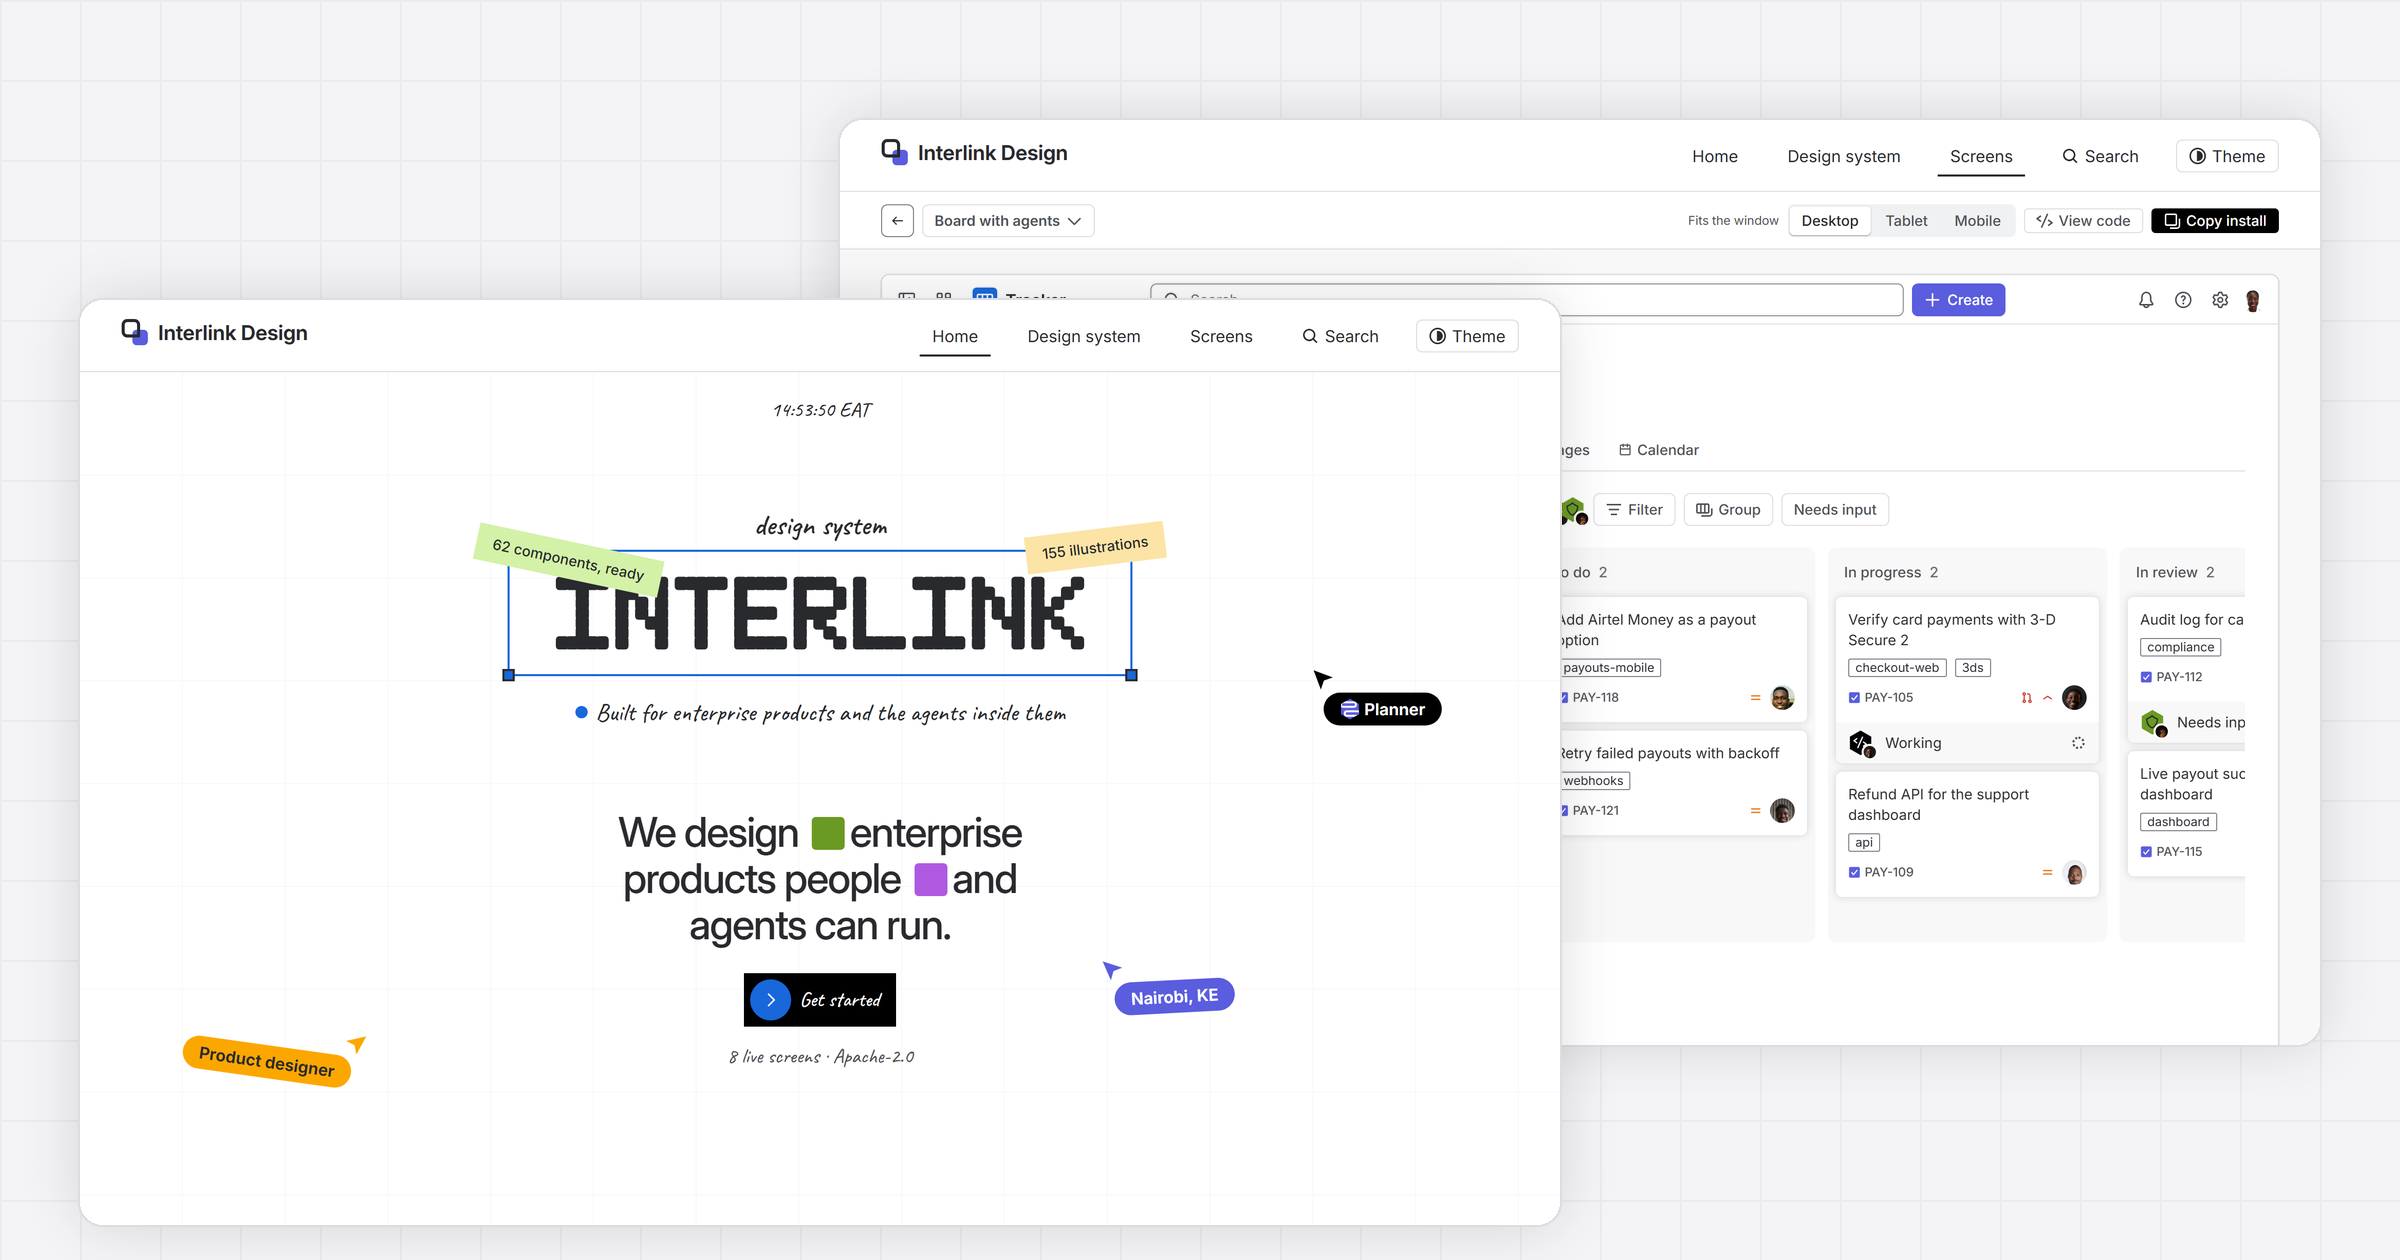 Interlink Design
Home
Design system
Screens
Search
Theme
Board with agents
Fits the window
Desktop
Tablet
Mobile
View code
Copy install
Create
Calendar
Filter
Group
Needs input
do 2
Add Airtel Money as a payout
option
payouts-mobile
PAY-118
Retry failed payouts with backoff
webhooks
PAY-121
In progress 2
Verify card payments with 3-D
Secure 2
checkout-web
3ds
PAY-105
Working
Refund API for the support
dashboard
api
PAY-109
In review 2
Audit log for ca
compliance
PAY-112
Needs inp
Live payout suc
dashboard
dashboard
PAY-115
Interlink Design
Home
Design system
Screens
Search
Theme
14:53:50 EAT
design system
62 components, ready
155 illustrations
INTERLINK
Built for enterprise products and the agents inside them
Planner
We design enterprise
products people and
agents can run.
Get started
Nairobi, KE
8 live screens · Apache-2.0
Product designer